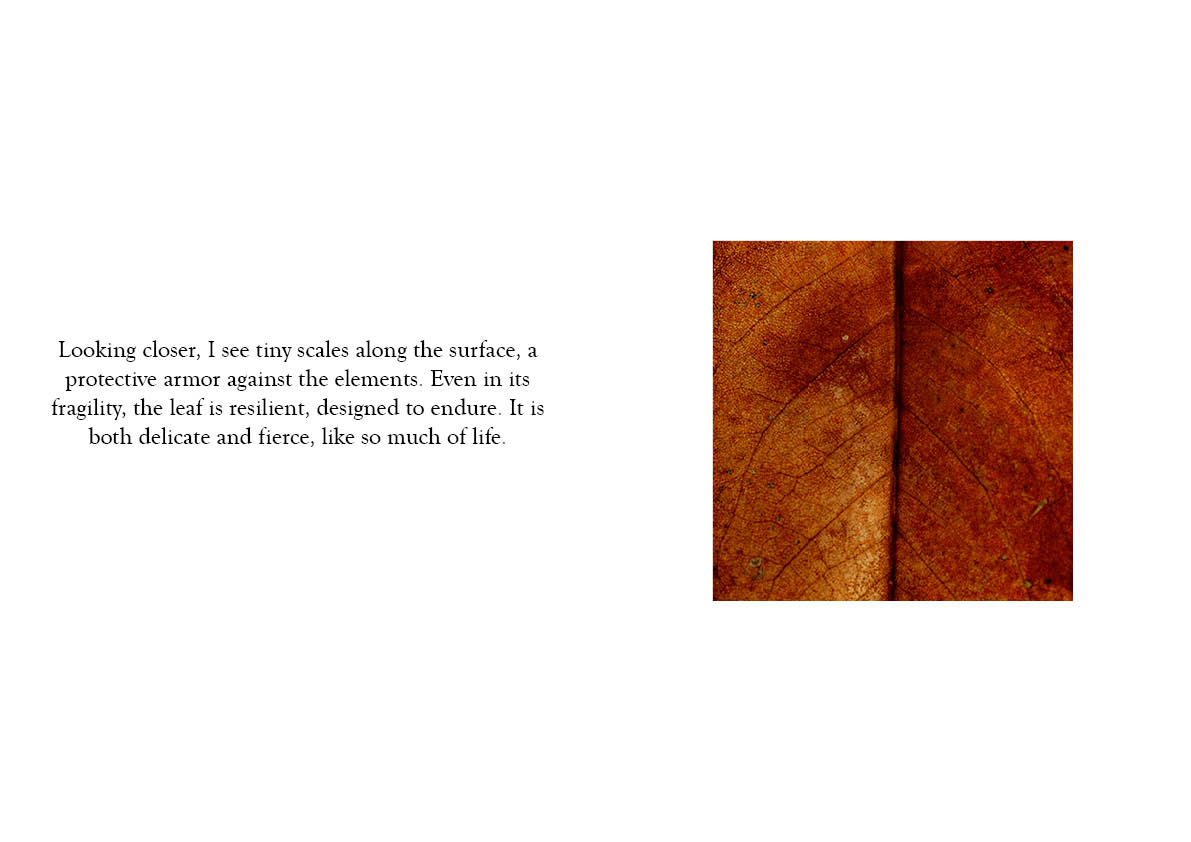 Looking closer, I see tiny scales along the surface, a
protective armor against the elements. Even in its
fragility, the leaf is resilient, designed to endure. It is
both delicate and fierce, like so much of life.